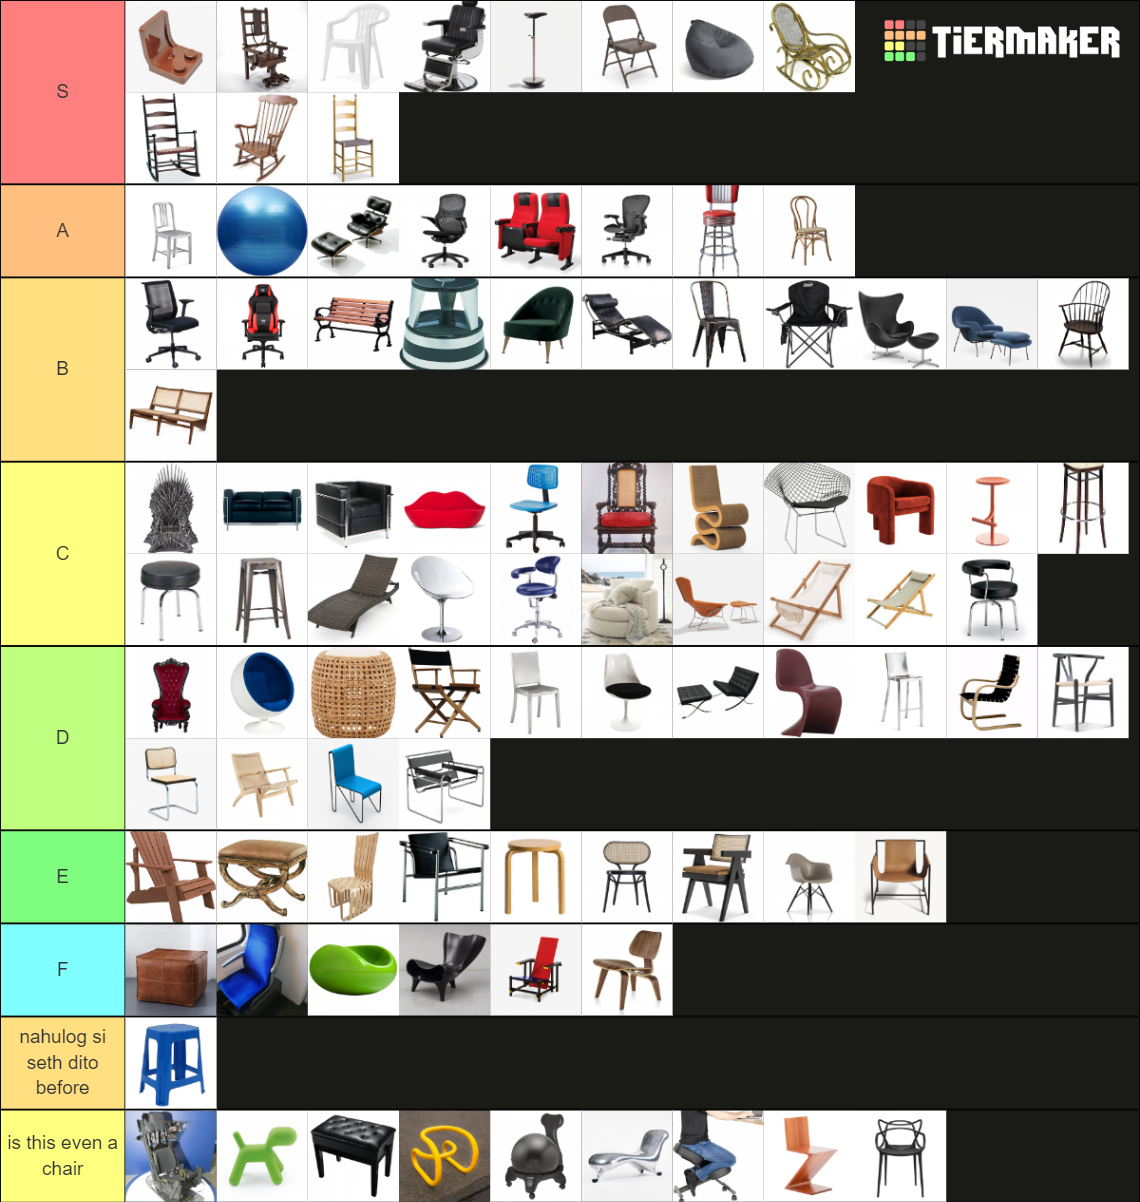 S
TiERMAKER
A
B
C
D
E
F
nahulog si
seth dito
before
is this even a
chair